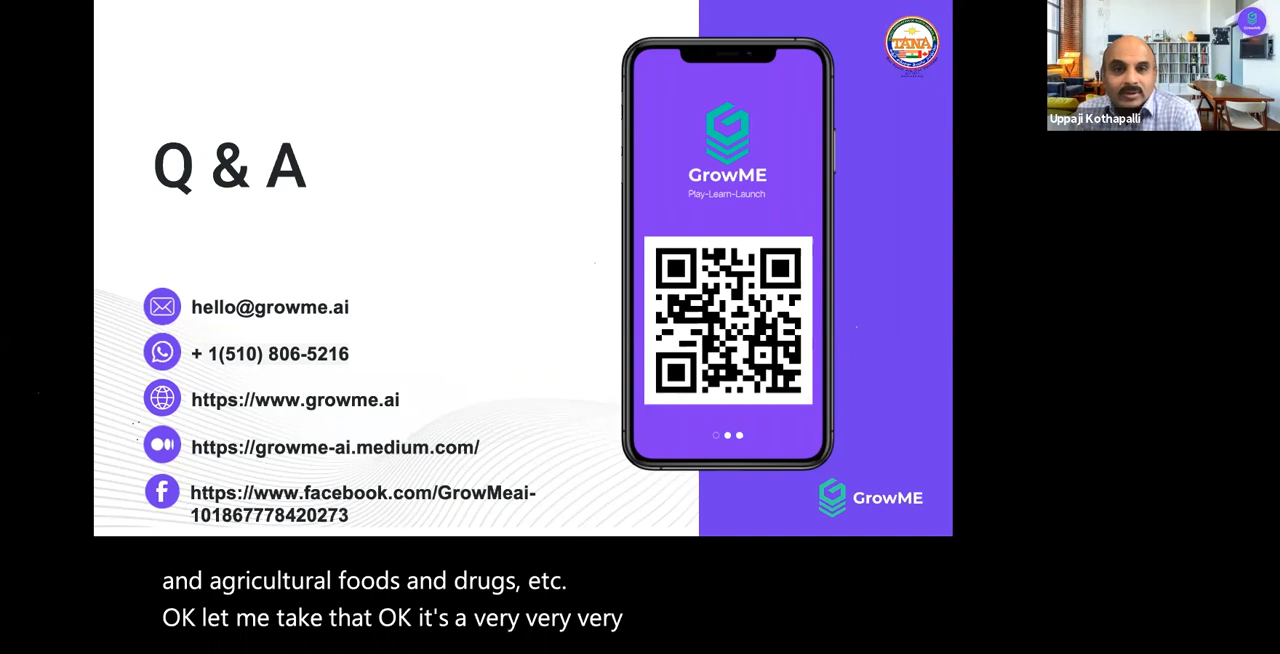 TANA
Q & A
GrowME
Play-Learn-Launch
hello@growme.ai
+ 1(510) 806-5216
https://www.growme.ai
https://growme-ai.medium.com/
https://www.facebook.com/GrowMeai-
101867778420273
GrowME
Uppaji Kothapalli
and agricultural foods and drugs, etc.
OK let me take that OK it's a very very very